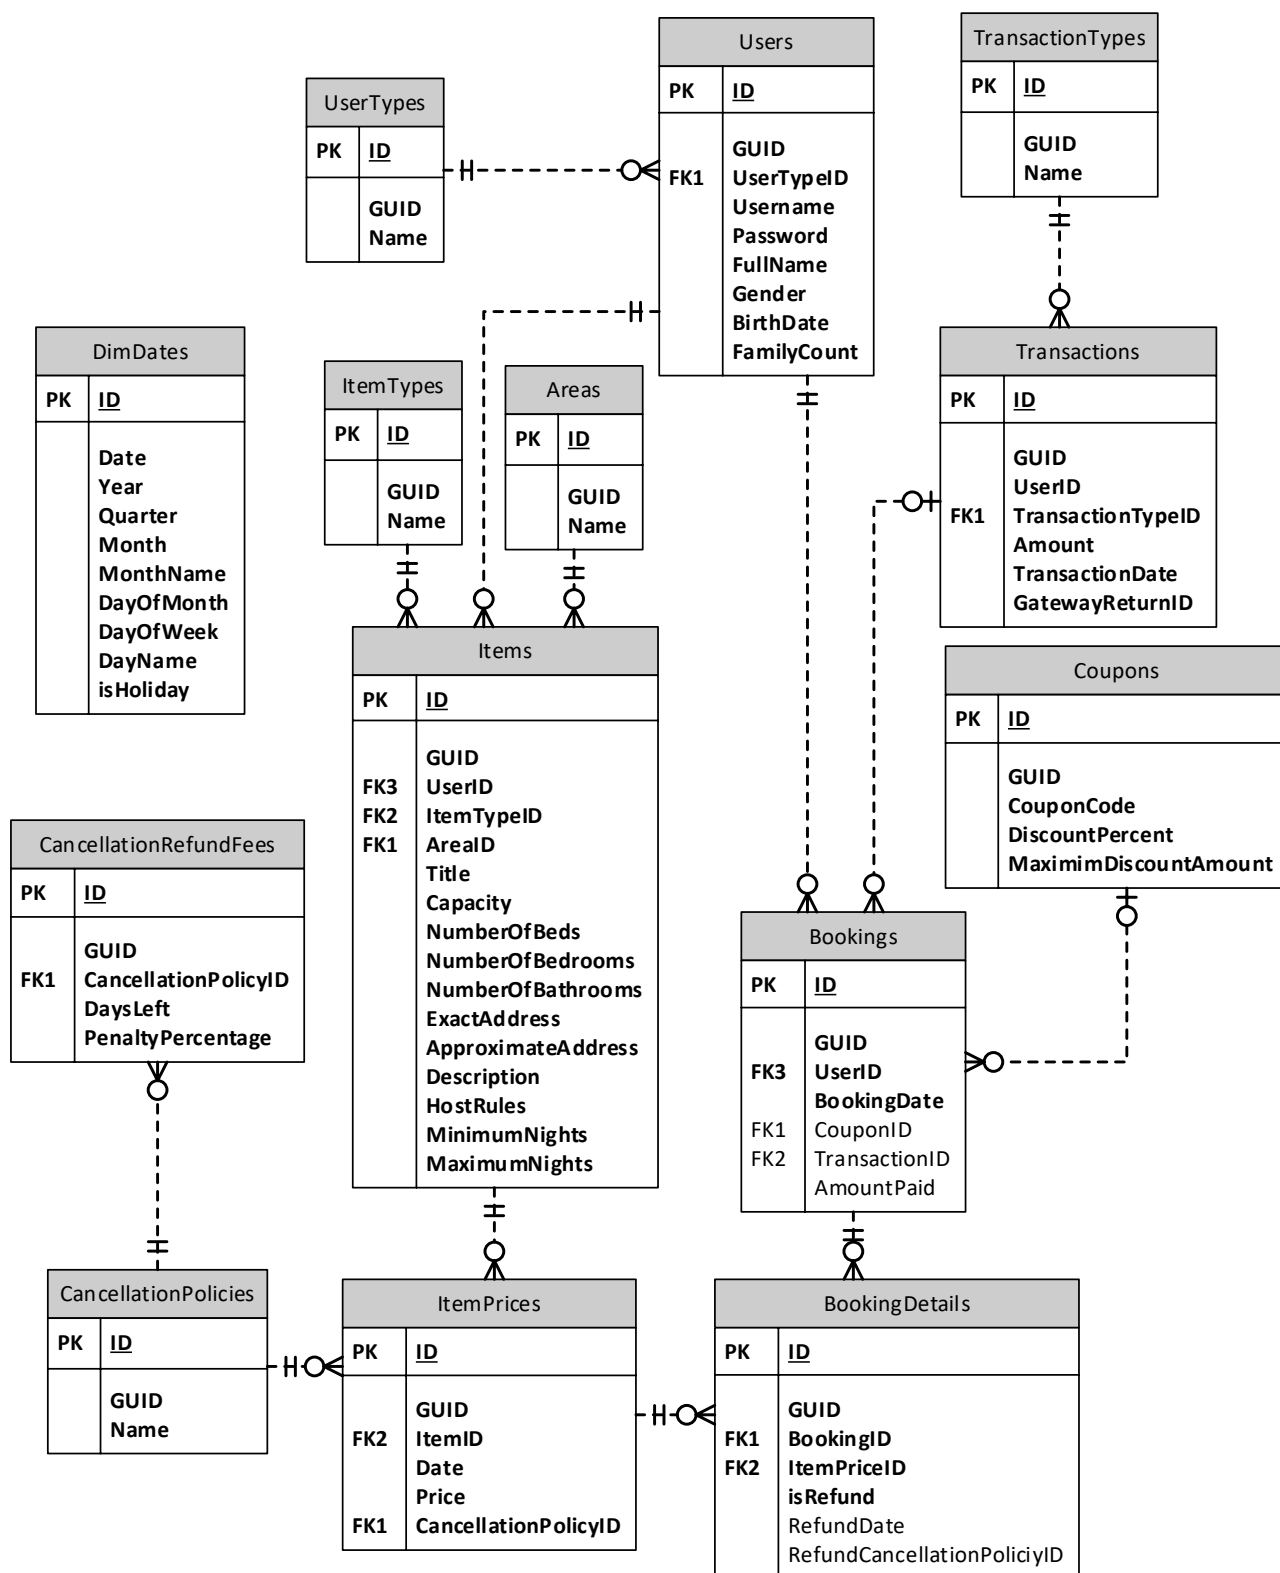 Users
PK ID
GUID
FK1 UserTypeID
Username
Password
FullName
Gender
BirthDate
FamilyCount
TransactionTypes
PK ID
GUID
Name
UserTypes
PK ID
GUID
Name
DimDates
PK ID
Date
Year
Quarter
Month
MonthName
DayOfMonth
DayOfWeek
DayName
isHoliday
ItemTypes
PK ID
GUID
Name
Areas
PK ID
GUID
Name
Transactions
PK ID
GUID
UserID
FK1 TransactionTypeID
Amount
TransactionDate
GatewayReturnID
Items
PK ID
GUID
FK3 UserID
FK2 ItemTypeID
FK1 AreaID
Title
Capacity
NumberOfBeds
NumberOfBedrooms
NumberOfBathrooms
ExactAddress
ApproximateAddress
Description
HostRules
MinimumNights
MaximumNights
Coupons
PK ID
GUID
CouponCode
DiscountPercent
MaximimDiscountAmount
CancellationRefundFees
PK ID
GUID
FK1 CancellationPolicyID
DaysLeft
PenaltyPercentage
Bookings
PK ID
GUID
FK3 UserID
BookingDate
FK1 CouponID
FK2 TransactionID
AmountPaid
CancellationPolicies
PK ID
GUID
Name
ItemPrices
PK ID
GUID
FK2 ItemID
Date
Price
FK1 CancellationPolicyID
BookingDetails
PK ID
GUID
FK1 BookingID
FK2 ItemPriceID
isRefund
RefundDate
RefundCancellationPoliciyID